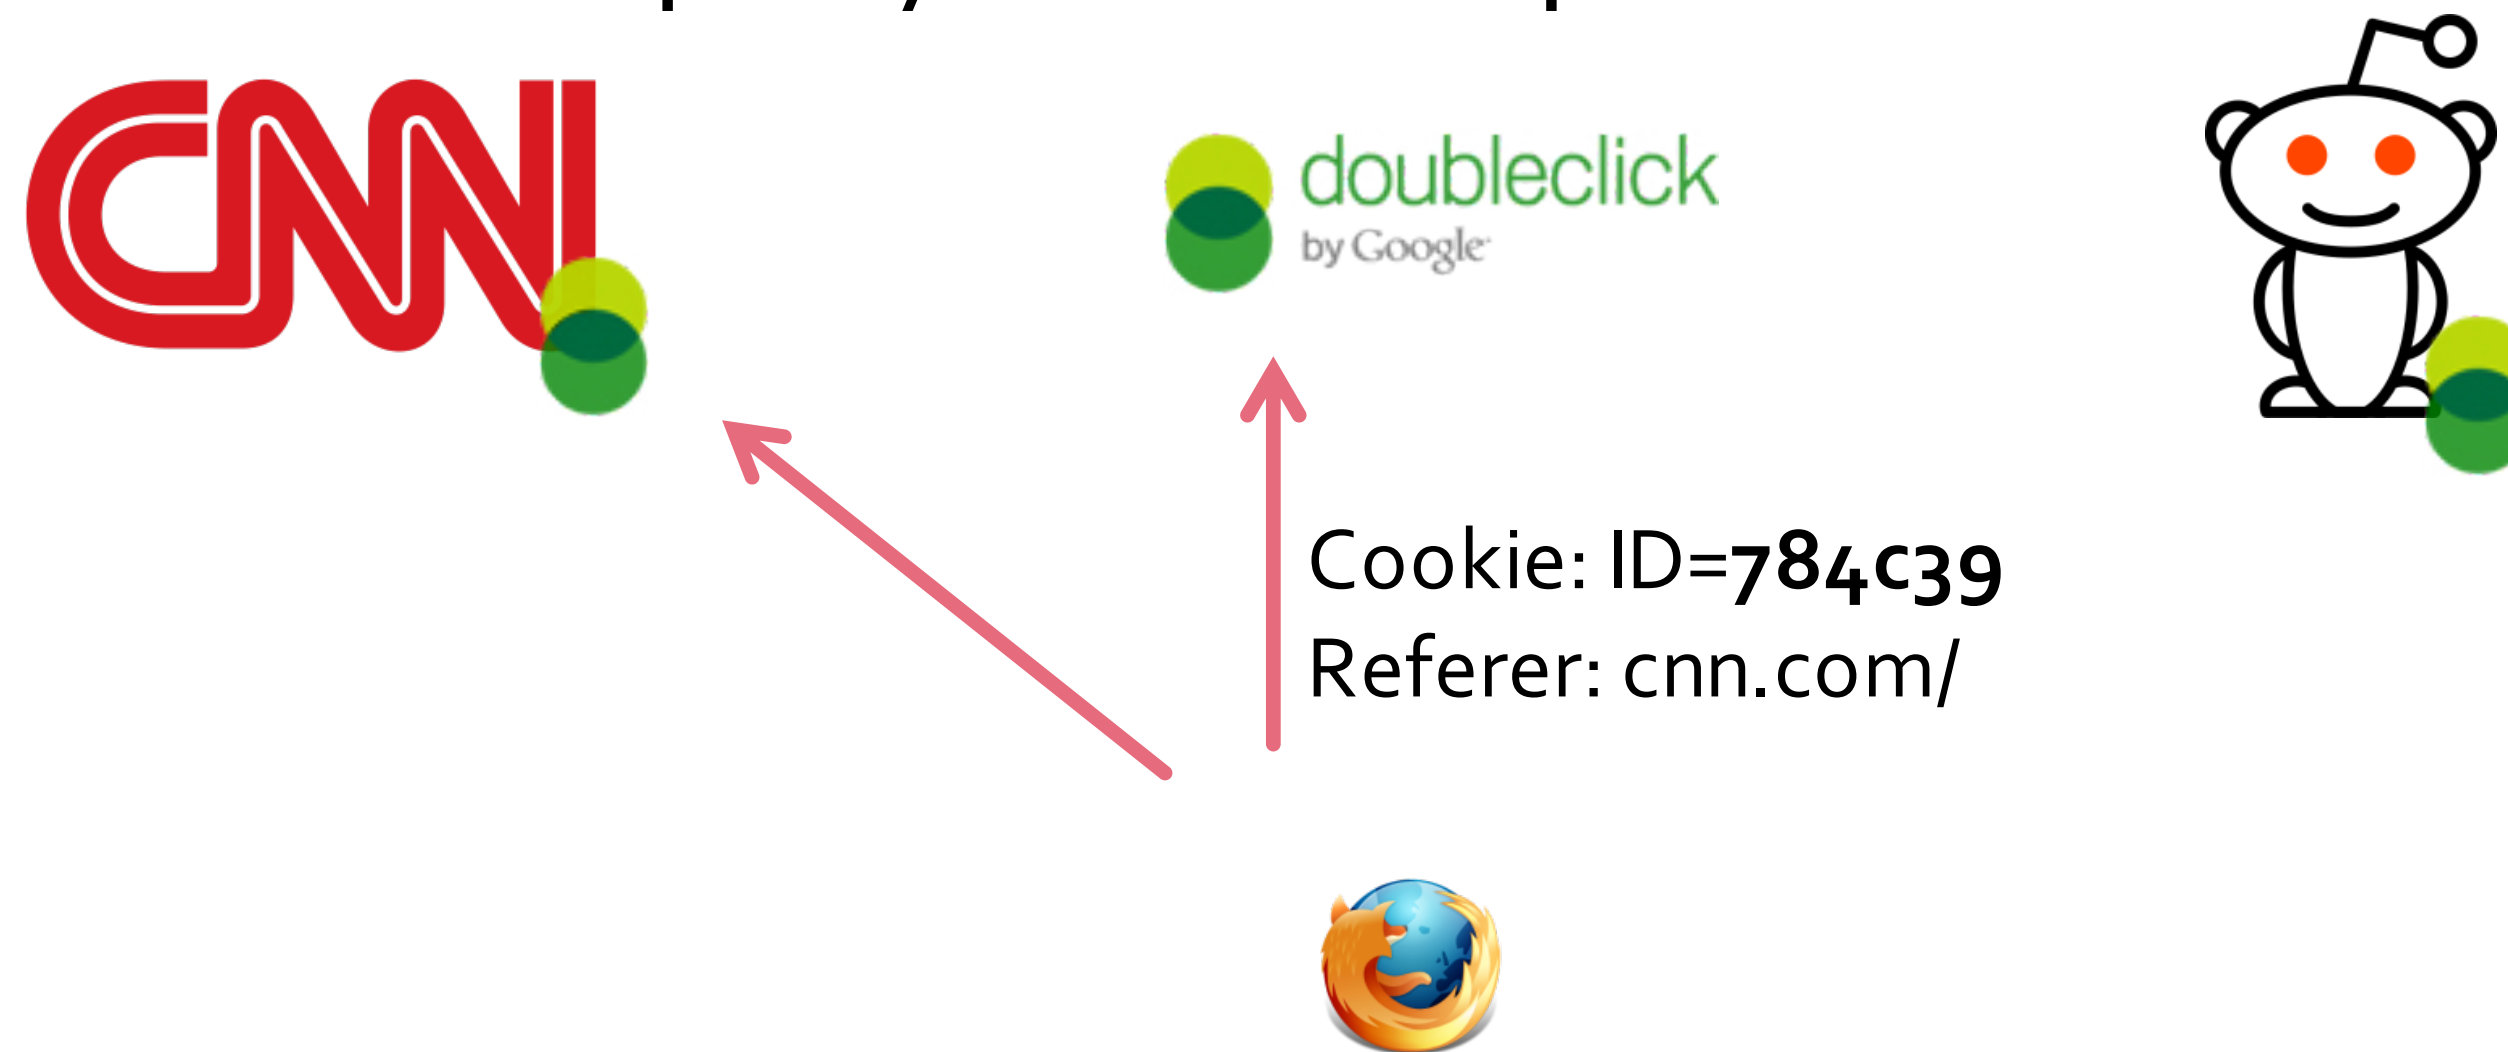 CNN
doubleclick
by Google
Cookie: ID=784c39
Referer: cnn.com/